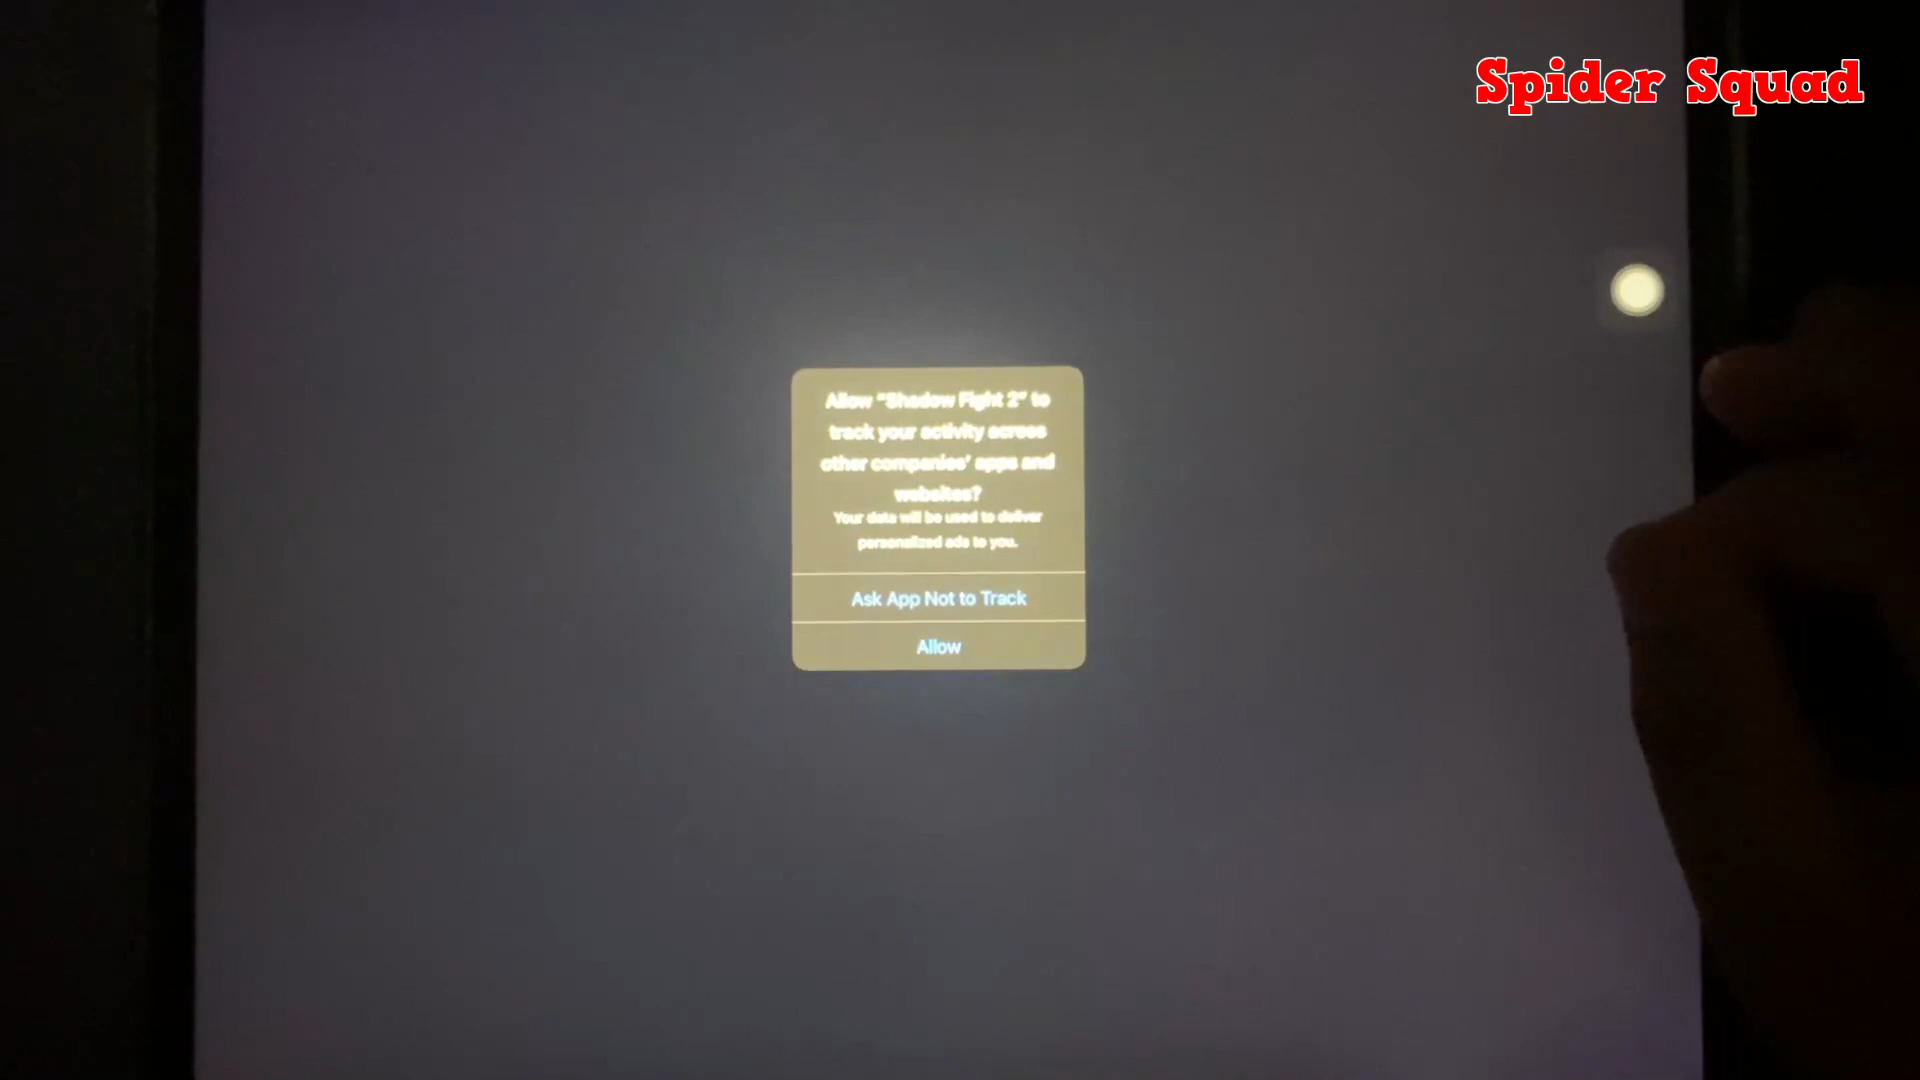 Spider Squad
Allow “Shadow Fight 2” to
track your activity across
other companies’ apps and
websites?
Your data will be used to deliver
personalized ads to you.
Ask App Not to Track
Allow